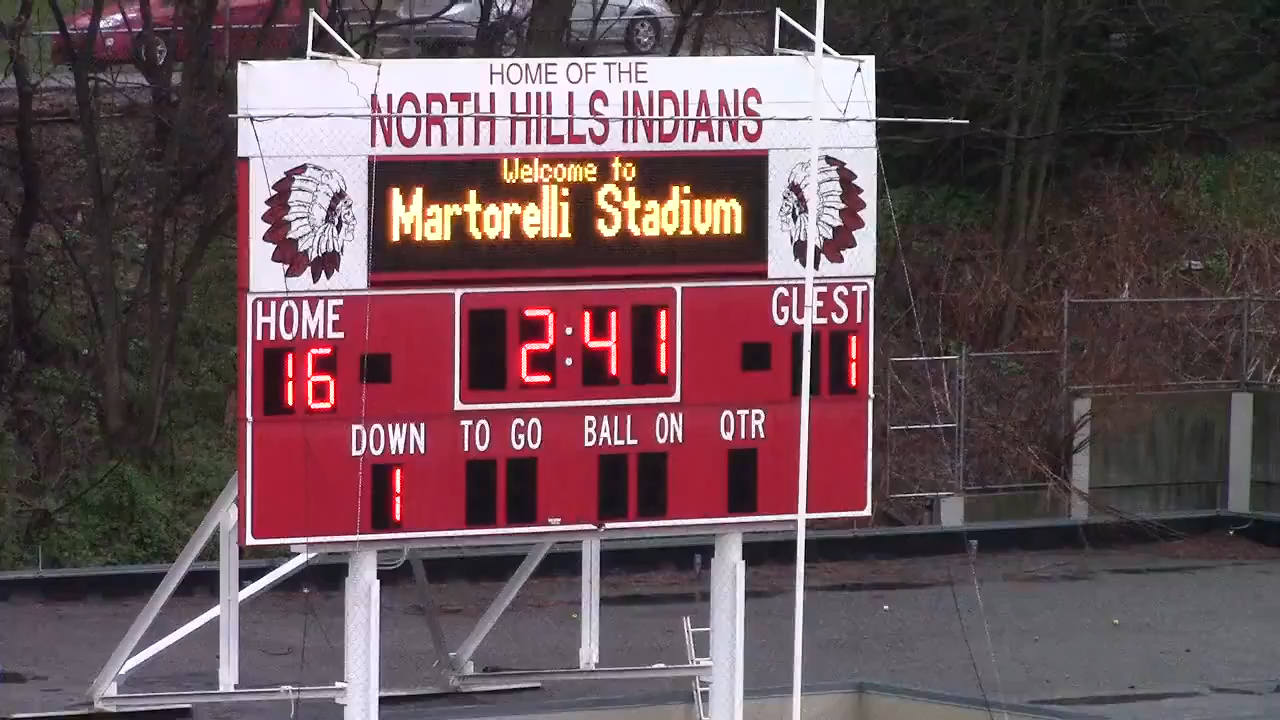 HOME OF THE
NORTH HILLS INDIANS
Welcome to
Martorelli Stadium
HOME 2:41 GUEST
16 1
DOWN TO GO BALL ON QTR
1